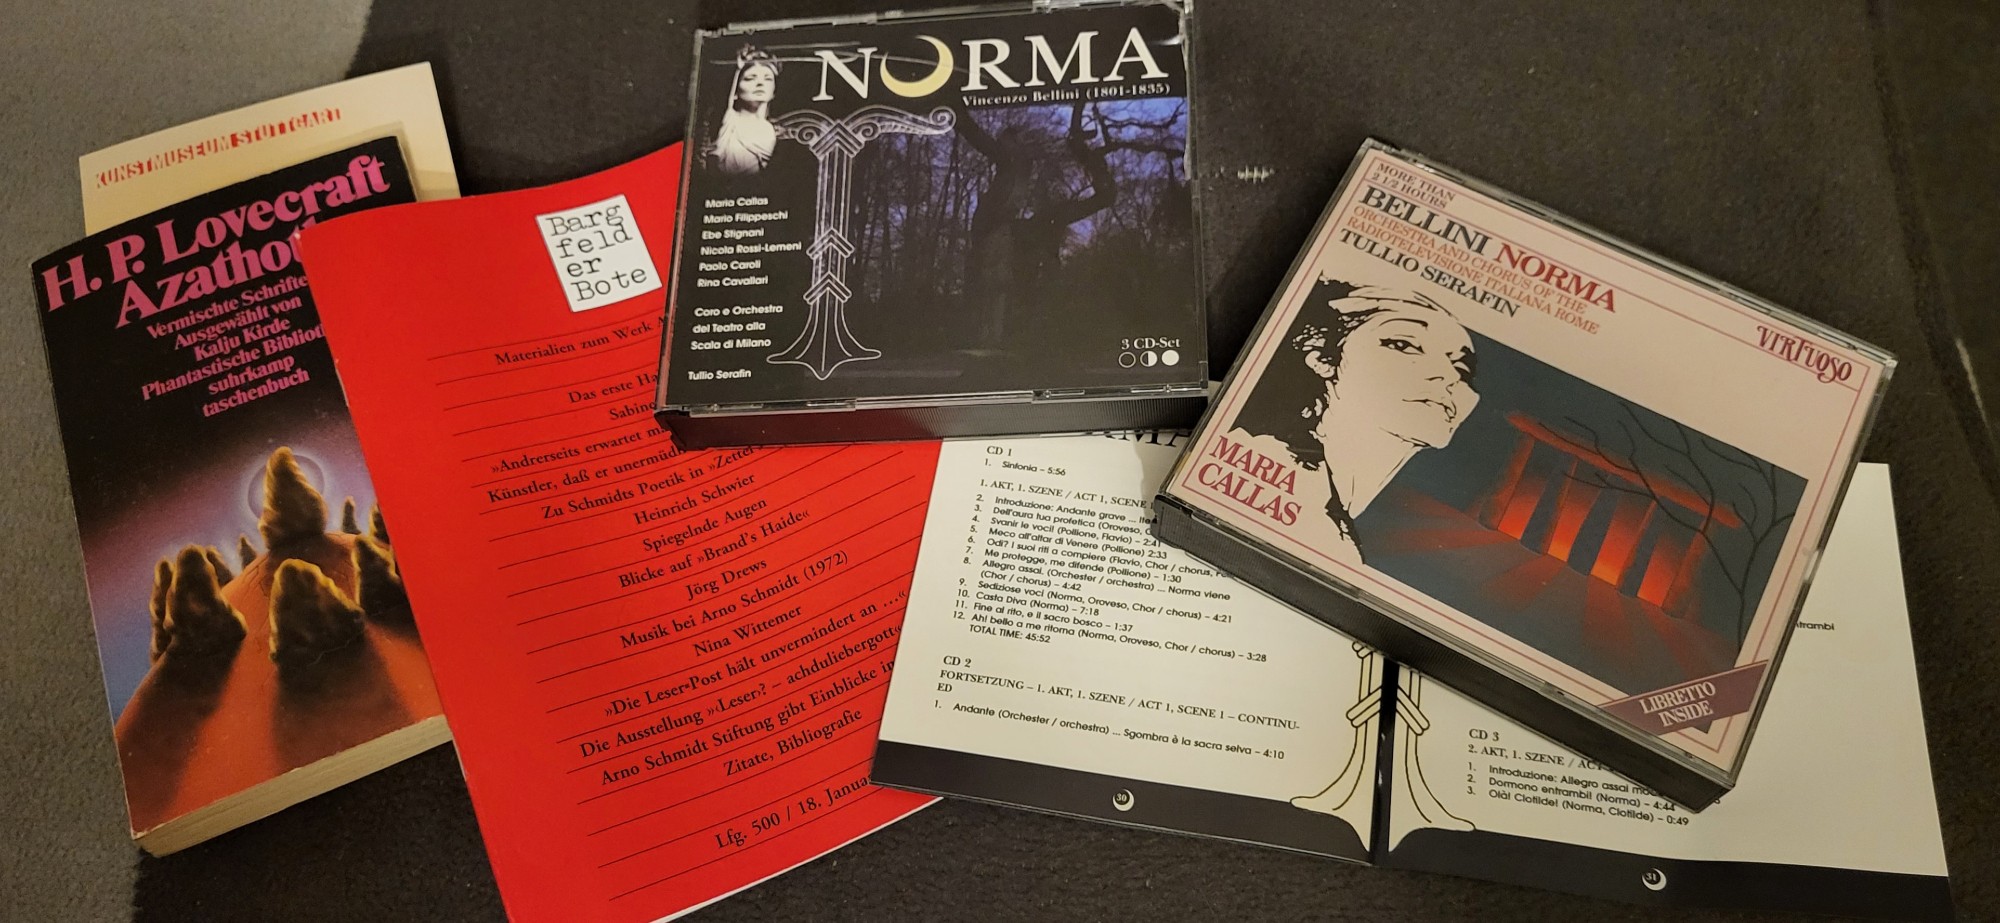 KUNSTMUSEUM STUTTGART
H. P. Lovecraft
Vermischte
Ausgewählt von
Kalju Kirde
Phantastische
suhrkamp
taschenbuch
Barg
feld
er
Bote
Materialien zum Werk
Das erste
»Andrerseits erwartet
Künstler, daß er
Zu Schmidts Poetik in
Heinrich Schwier
Spiegelnde Augen
Blicke auf »Brand's Haide«
Jörg Drews
Musik bei Arno Schmidt (1972)
Nina Wittemer
»Die Leser-Post hält unvermindert an ...«
Die Ausstellung »‹Leser›? – achduliebergott«
Arno Schmidt Stiftung gibt Einblicke in
Zitate, Bibliografie
Lfg. 500 / 18.
NORMA
Vincenzo Bellini (1801-1835)
Maria Callas
Mario Filippeschi
Ebe Stignani
Nicola Rossi-Lemeni
Paolo Caroli
Rina Cavallari
Coro e Orchestra
del Teatro alla
Scala di Milano
Tullio Serafin
3 CD-Set
MORE THAN
2 1/2 HOURS
BELLINI NORMA
ORCHESTRA AND CHORUS OF THE
RADIOTELEVISIONE ITALIANA ROME
TULLIO SERAFIN
VIRTUOSO
MARIA
CALLAS
LIBRETTO
INSIDE
CD 1
1. Sinfonia – 5:56
1. AKT, 1. SZENE / ACT 1, SCENE
2. Introduzione: Andante grave ...
3. Dell'aura tua profetica (Oroveso,
4. Svanir le voci! (Pollione, Flavio) – 2:41
5. Meco all'altar di Venere (Pollione) 2:33
6. Odi? I suoi riti a compiere (Flavio, Chor / chorus,
7. Me protegge, me difende (Pollione) – 1:30
8. Allegro assai. (Orchester / orchestra) ... Norma viene
(Chor / chorus) – 4:42
9. Sediziose voci (Norma, Oroveso, Chor / chorus) – 4:21
10. Casta Diva (Norma) – 7:18
11. Fine al rito, e il sacro bosco – 1:37
12. Ah! bello a me ritorna (Norma, Oroveso, Chor / chorus) – 3:28
TOTAL TIME: 45:52
CD 2
FORTSETZUNG – 1. AKT, 1. SZENE / ACT 1, SCENE 1 – CONTINU-
ED
1. Andante (Orchester / orchestra) ... Sgombra è la sacra selva – 4:10
30
CD 3
2. AKT, 1. SZENE / ACT
1. Introduzione: Allegro assai
2. Dormono entrambi! (Norma) – 4:44
3. Olà! Clotilde! (Norma, Clotilde) – 0:49
31